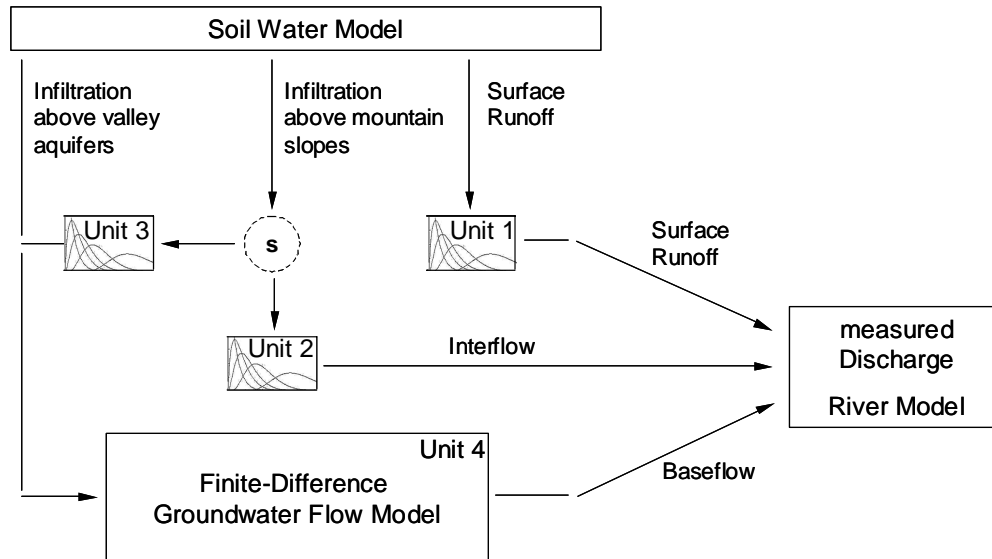 Soil Water Model
Infiltration
above valley
aquifers
Infiltration
above mountain
slopes
Surface
Runoff
Unit 3
s
Unit 1
Surface
Runoff
Unit 2
Interflow
measured
Discharge
River Model
Unit 4
Finite-Difference
Groundwater Flow Model
Baseflow